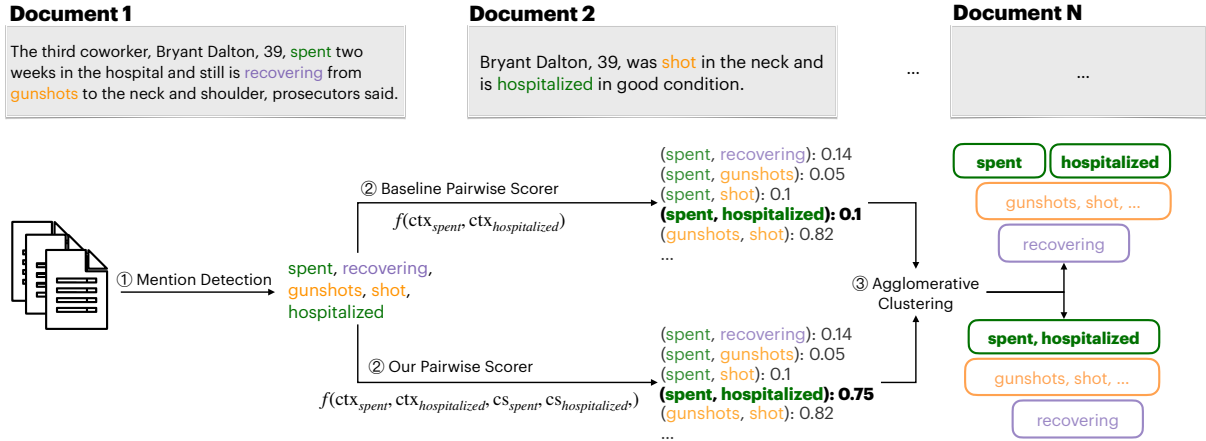 Document 1
The third coworker, Bryant Dalton, 39, spent two
weeks in the hospital and still is recovering from
gunshots to the neck and shoulder, prosecutors said.
Document 2
Bryant Dalton, 39, was shot in the neck and
is hospitalized in good condition.
...
Document N
...
① Mention Detection
spent, recovering,
gunshots, shot,
hospitalized
② Baseline Pairwise Scorer
f(ctx_spent, ctx_hospitalized)
(spent, recovering): 0.14
(spent, gunshots): 0.05
(spent, shot): 0.1
(spent, hospitalized): 0.1
(gunshots, shot): 0.82
...
② Our Pairwise Scorer
f(ctx_spent, ctx_hospitalized, cs_spent, cs_hospitalized,)
(spent, recovering): 0.14
(spent, gunshots): 0.05
(spent, shot): 0.1
(spent, hospitalized): 0.75
(gunshots, shot): 0.82
...
③ Agglomerative
Clustering
spent
hospitalized
gunshots, shot, ...
recovering
spent, hospitalized
gunshots, shot, ...
recovering